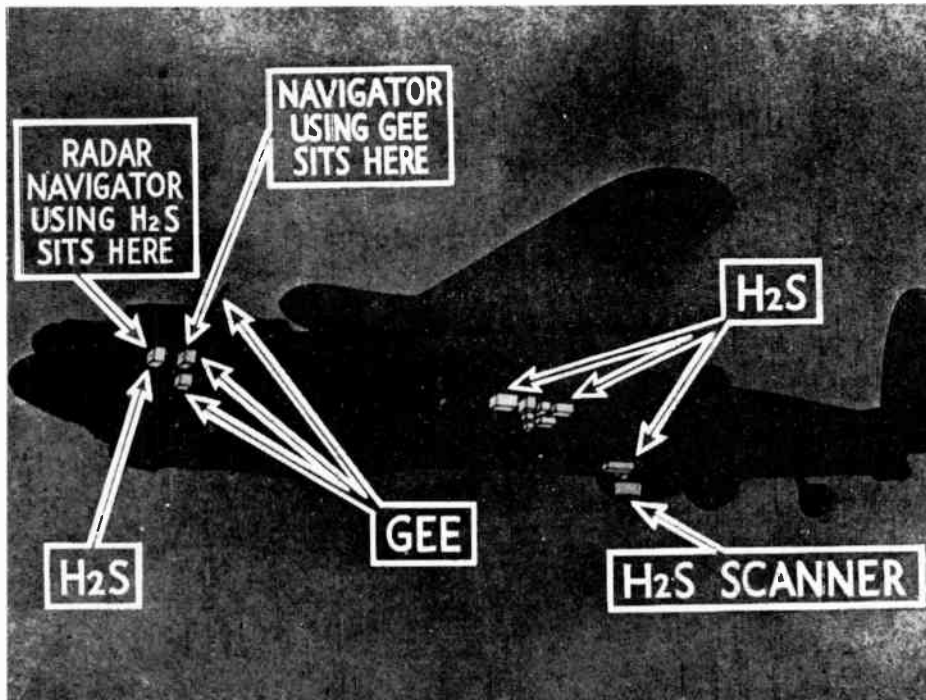 NAVIGATOR
USING GEE
SITS HERE
RADAR
NAVIGATOR
USING H2S
SITS HERE
H2S
H2S
GEE
H2S SCANNER